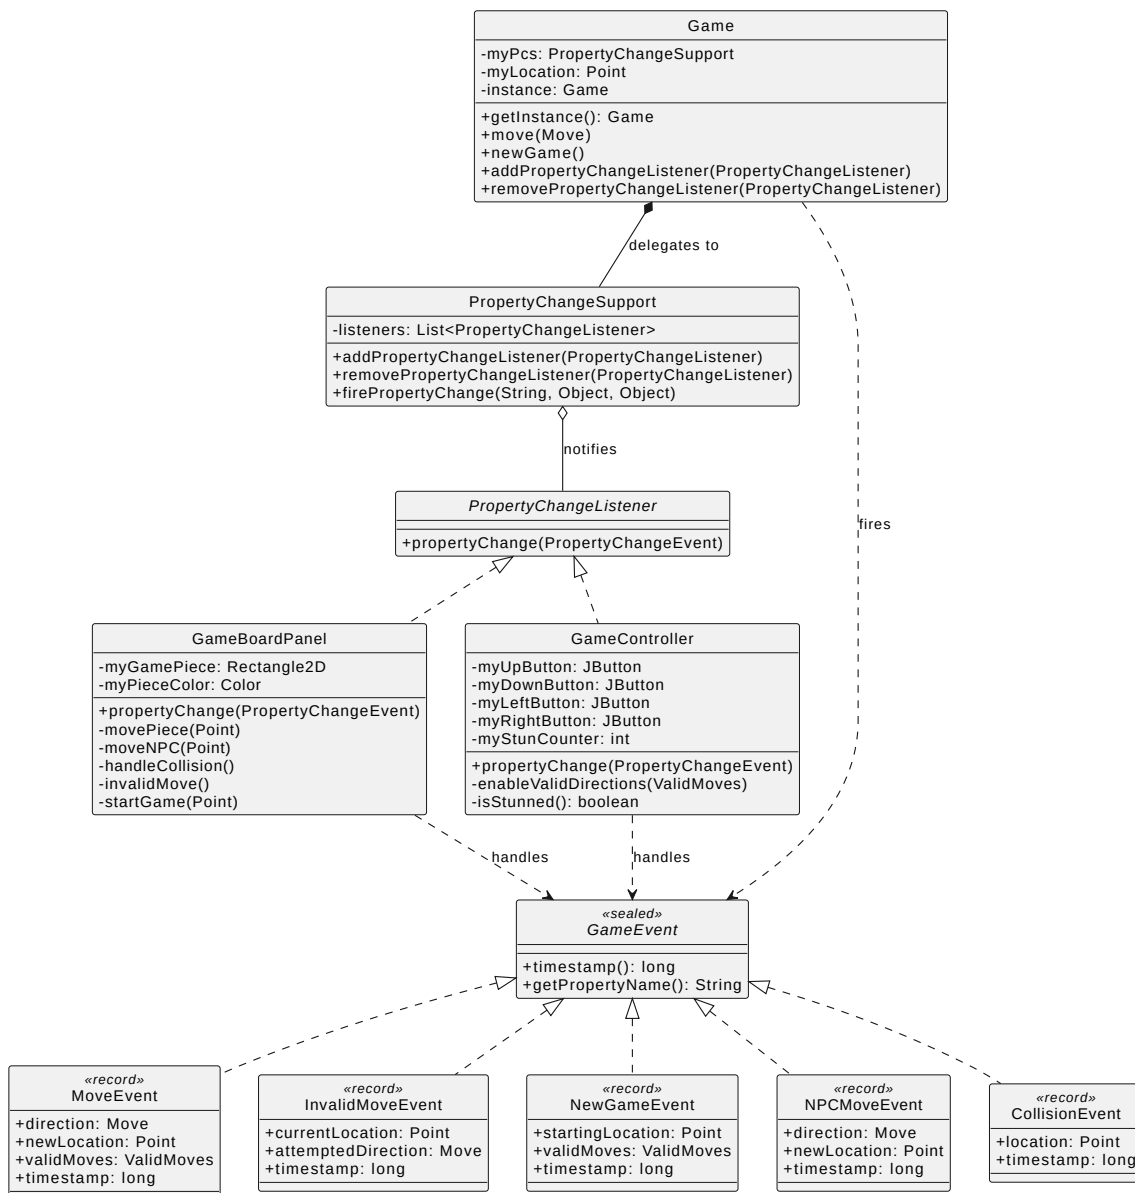 Game
-myPcs: PropertyChangeSupport
-myLocation: Point
-instance: Game
+getInstance(): Game
+move(Move)
+newGame()
+addPropertyChangeListener(PropertyChangeListener)
+removePropertyChangeListener(PropertyChangeListener)
delegates to
PropertyChangeSupport
-listeners: List<PropertyChangeListener>
+addPropertyChangeListener(PropertyChangeListener)
+removePropertyChangeListener(PropertyChangeListener)
+firePropertyChange(String, Object, Object)
notifies
PropertyChangeListener
+propertyChange(PropertyChangeEvent)
fires
GameBoardPanel
-myGamePiece: Rectangle2D
-myPieceColor: Color
+propertyChange(PropertyChangeEvent)
-movePiece(Point)
-moveNPC(Point)
-handleCollision()
-invalidMove()
-startGame(Point)
GameController
-myUpButton: JButton
-myDownButton: JButton
-myLeftButton: JButton
-myRightButton: JButton
-myStunCounter: int
+propertyChange(PropertyChangeEvent)
-enableValidDirections(ValidMoves)
-isStunned(): boolean
handles
handles
«sealed»
GameEvent
+timestamp(): long
+getPropertyName(): String
«record»
MoveEvent
+direction: Move
+newLocation: Point
+validMoves: ValidMoves
+timestamp: long
«record»
InvalidMoveEvent
+currentLocation: Point
+attemptedDirection: Move
+timestamp: long
«record»
NewGameEvent
+startingLocation: Point
+validMoves: ValidMoves
+timestamp: long
«record»
NPCMoveEvent
+direction: Move
+newLocation: Point
+timestamp: long
«record»
CollisionEvent
+location: Point
+timestamp: long